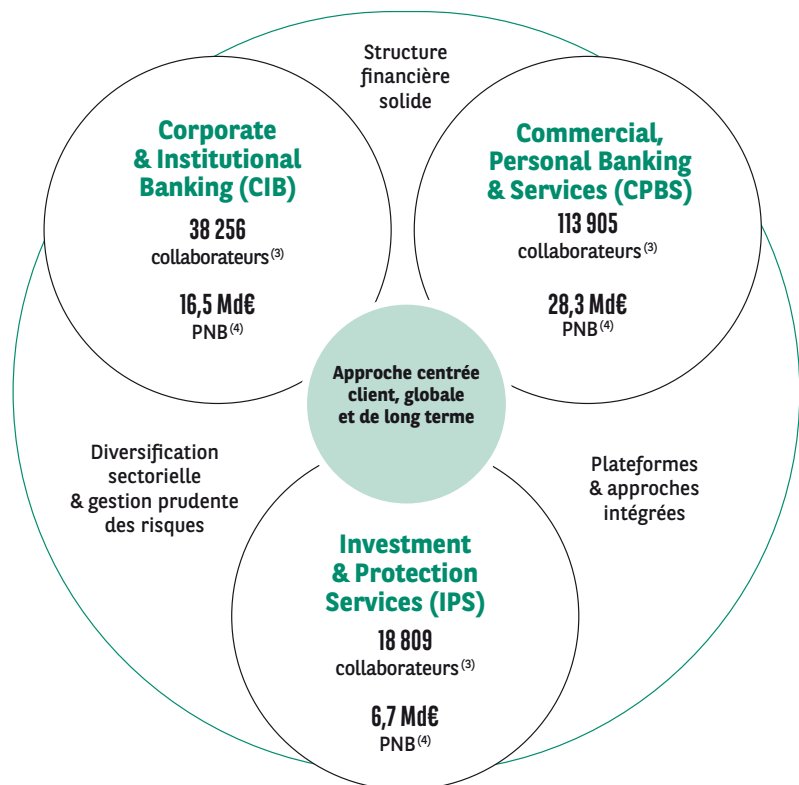 Structure
financière
solide
Corporate
& Institutional
Banking (CIB)
38 256
collaborateurs (3)
16,5 Md€
PNB (4)
Commercial,
Personal Banking
& Services (CPBS)
113 905
collaborateurs (3)
28,3 Md€
PNB (4)
Approche centrée
client, globale
et de long terme
Diversification
sectorielle
& gestion prudente
des risques
Plateformes
& approches
intégrées
Investment
& Protection
Services (IPS)
18 809
collaborateurs (3)
6,7 Md€
PNB (4)